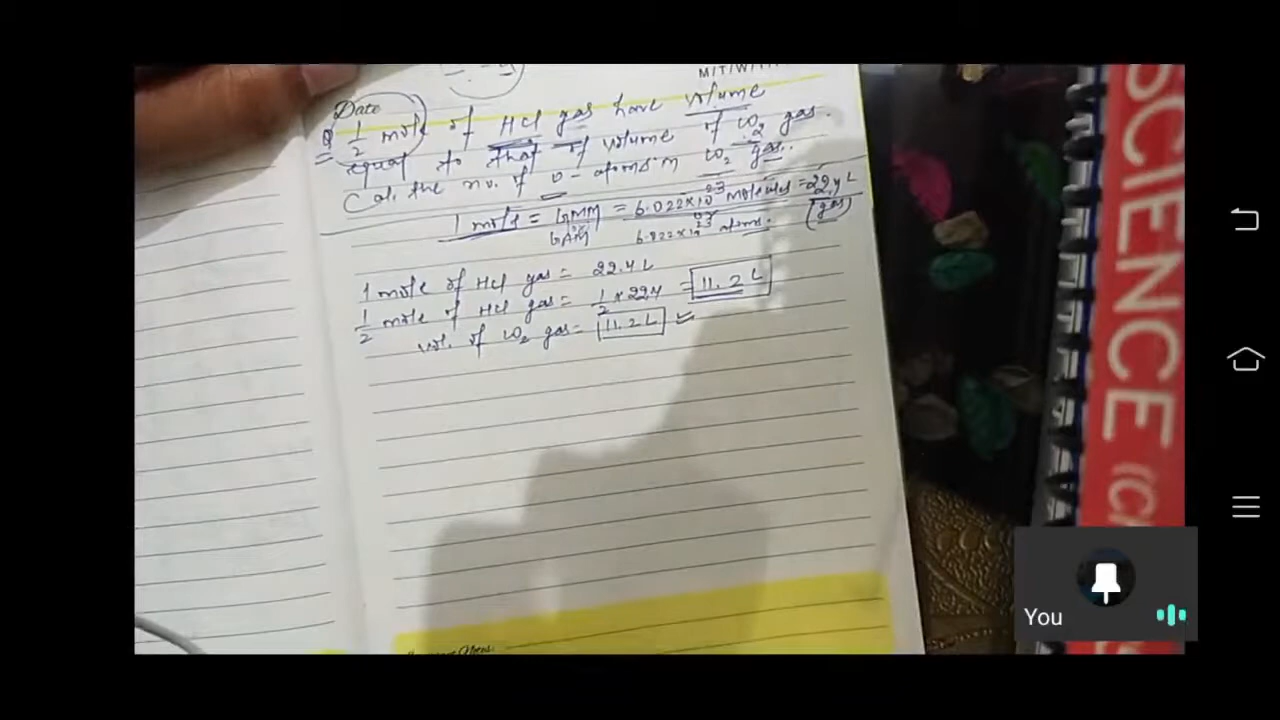 M/T/W/T
Date
Q 1/2 mole of HCl gas have volume
equal to that of volume of CO2 gas.
Cal. the no. of O-atoms in CO2 gas.
1 mole = GMM = 6.022×10^23 molecules = 22.4 L
GAM 6.022×10^23 atoms. (gas)
1 mole of HCl gas = 22.4 L
1/2 mole of HCl gas = 1/2 × 22.4 = 11.2 L
vol. of CO2 gas = 11.2 L
Notes:
SCIENCE
You